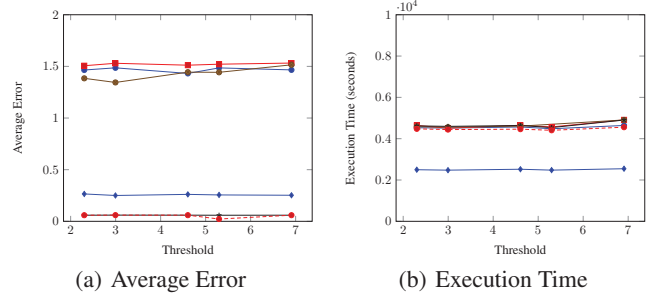 2
1.5
1
0.5
0
2 3 4 5 6 7
Average Error
Threshold
(a) Average Error
·10⁴
1
0.8
0.6
0.4
0.2
0
2 3 4 5 6 7
Execution Time (seconds)
Threshold
(b) Execution Time